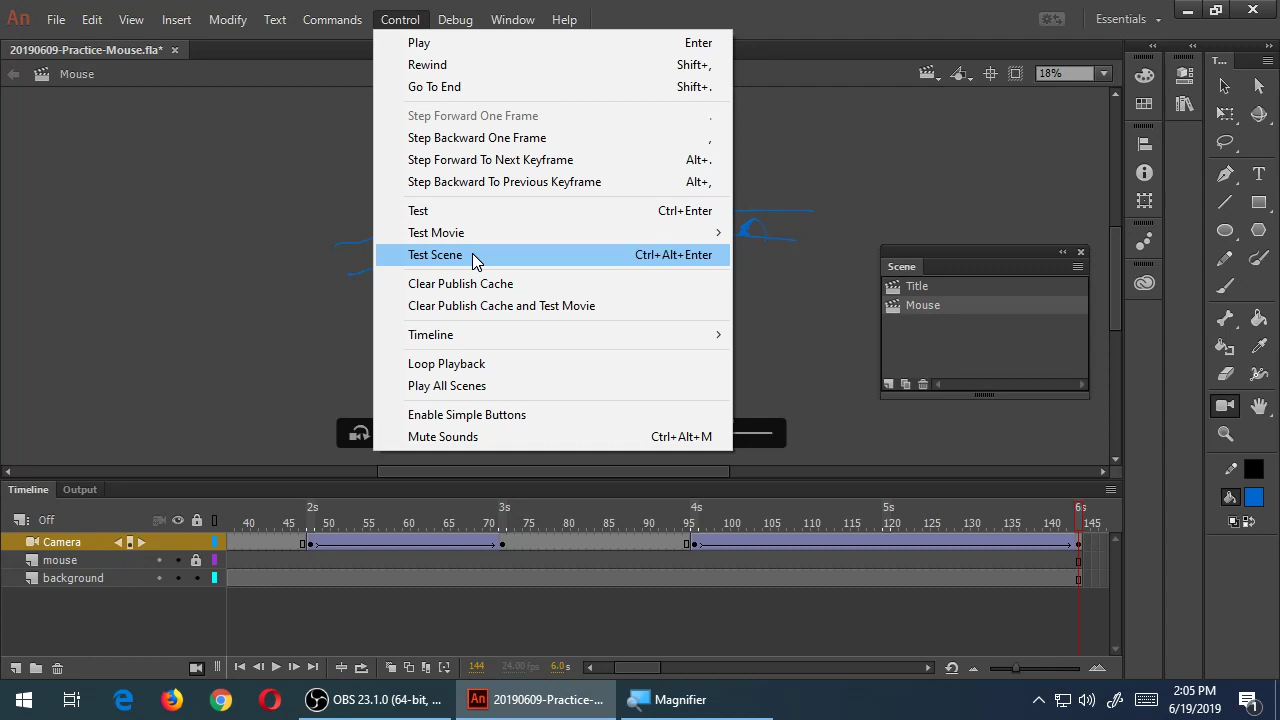 An File Edit View Insert Modify Text Commands Control Debug Window Help Essentials
20190609-Practice-Mouse.fla* ×
Mouse 18%
Play Enter
Rewind Shift+,
Go To End Shift+.
Step Forward One Frame .
Step Backward One Frame ,
Step Forward To Next Keyframe Alt+.
Step Backward To Previous Keyframe Alt+,
Test Ctrl+Enter
Test Movie
Test Scene Ctrl+Alt+Enter
Clear Publish Cache
Clear Publish Cache and Test Movie
Timeline
Loop Playback
Play All Scenes
Enable Simple Buttons
Mute Sounds Ctrl+Alt+M
T...
Scene
Title
Mouse
Timeline Output
2s 3s 4s 5s 6s
Off 40 45 50 55 60 65 70 75 80 85 90 95 100 105 110 115 120 125 130 135 140 145
Camera
mouse
background
144 24.00 fps 6.0 s
OBS 23.1.0 (64-bit, ... An 20190609-Practice-... Magnifier
2:05 PM
6/19/2019
1